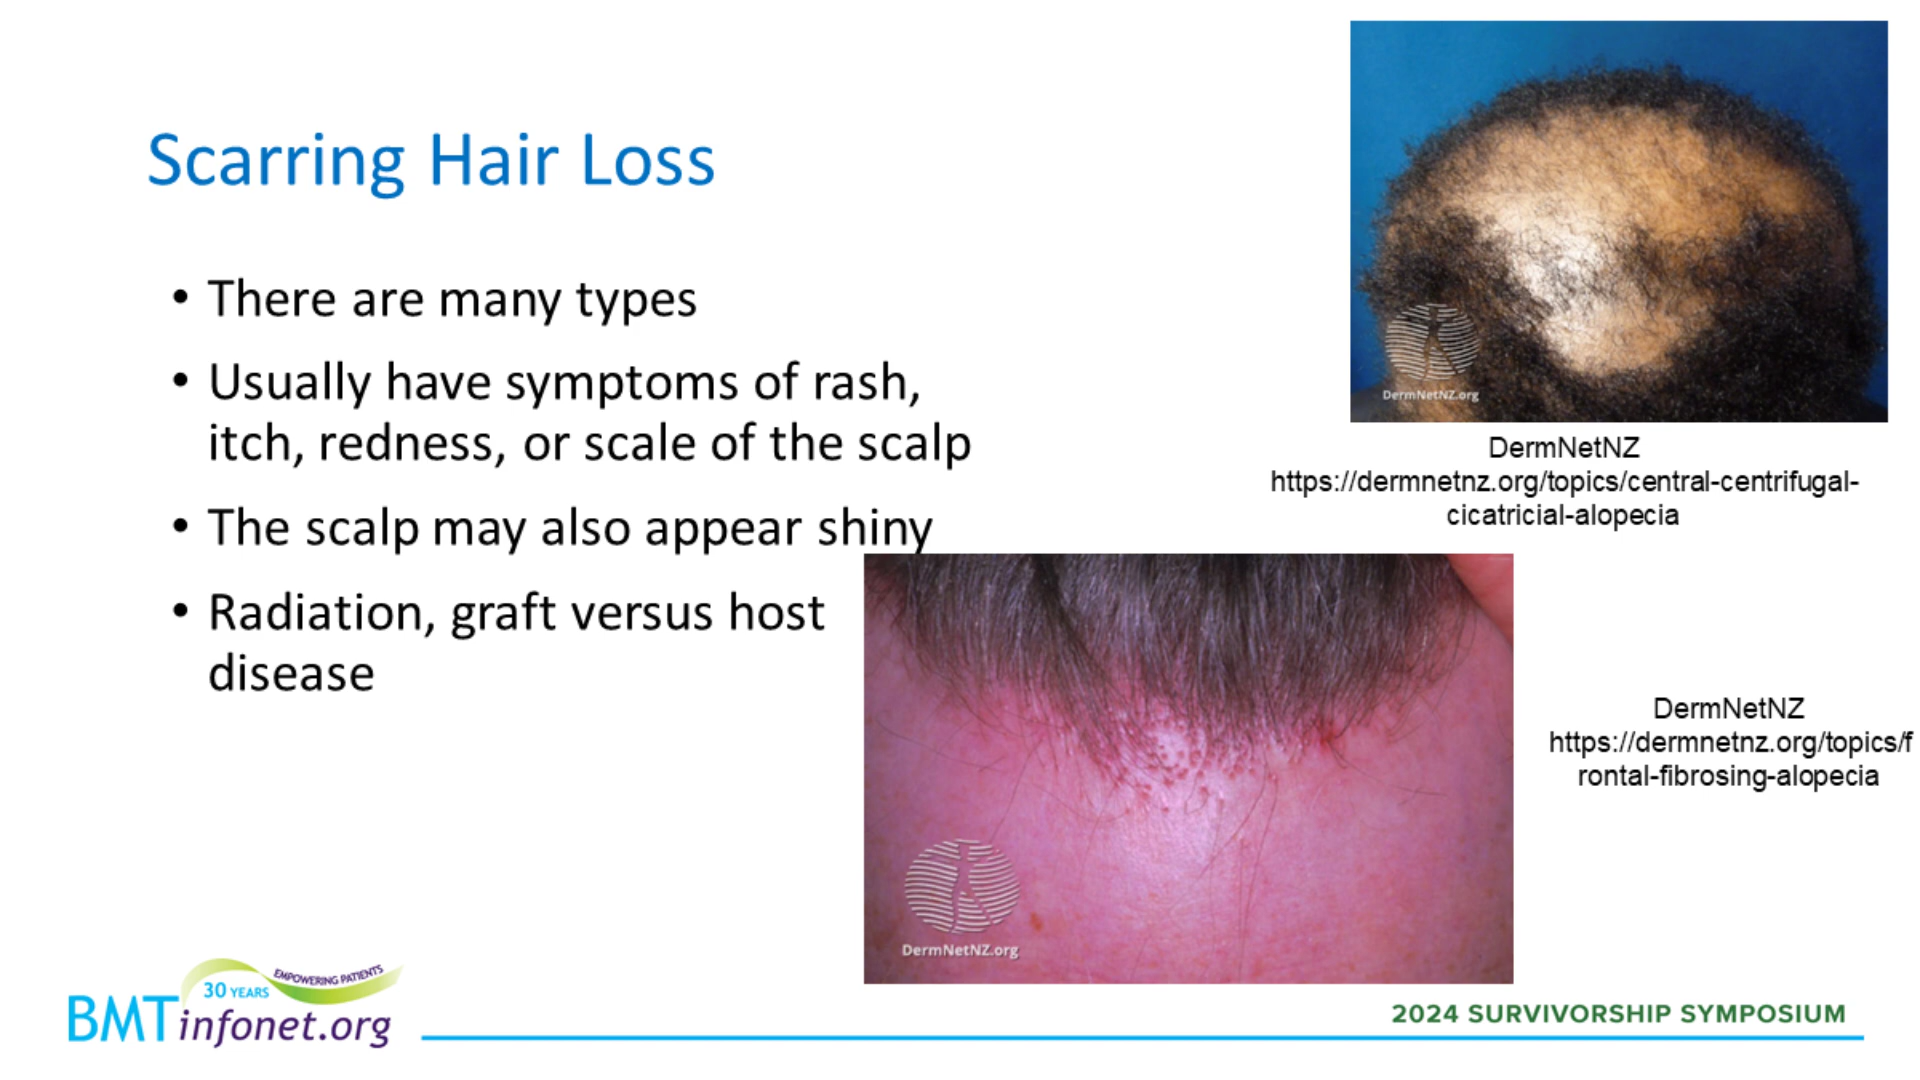 Scarring Hair Loss
• There are many types
• Usually have symptoms of rash,
itch, redness, or scale of the scalp
• The scalp may also appear shiny
• Radiation, graft versus host
disease
DermNetNZ.org
DermNetNZ
https://dermnetnz.org/topics/central-centrifugal-
cicatricial-alopecia
DermNetNZ.org
DermNetNZ
https://dermnetnz.org/topics/f
rontal-fibrosing-alopecia
30 YEARS
EMPOWERING PATIENTS
BMTinfonet.org
2024 SURVIVORSHIP SYMPOSIUM